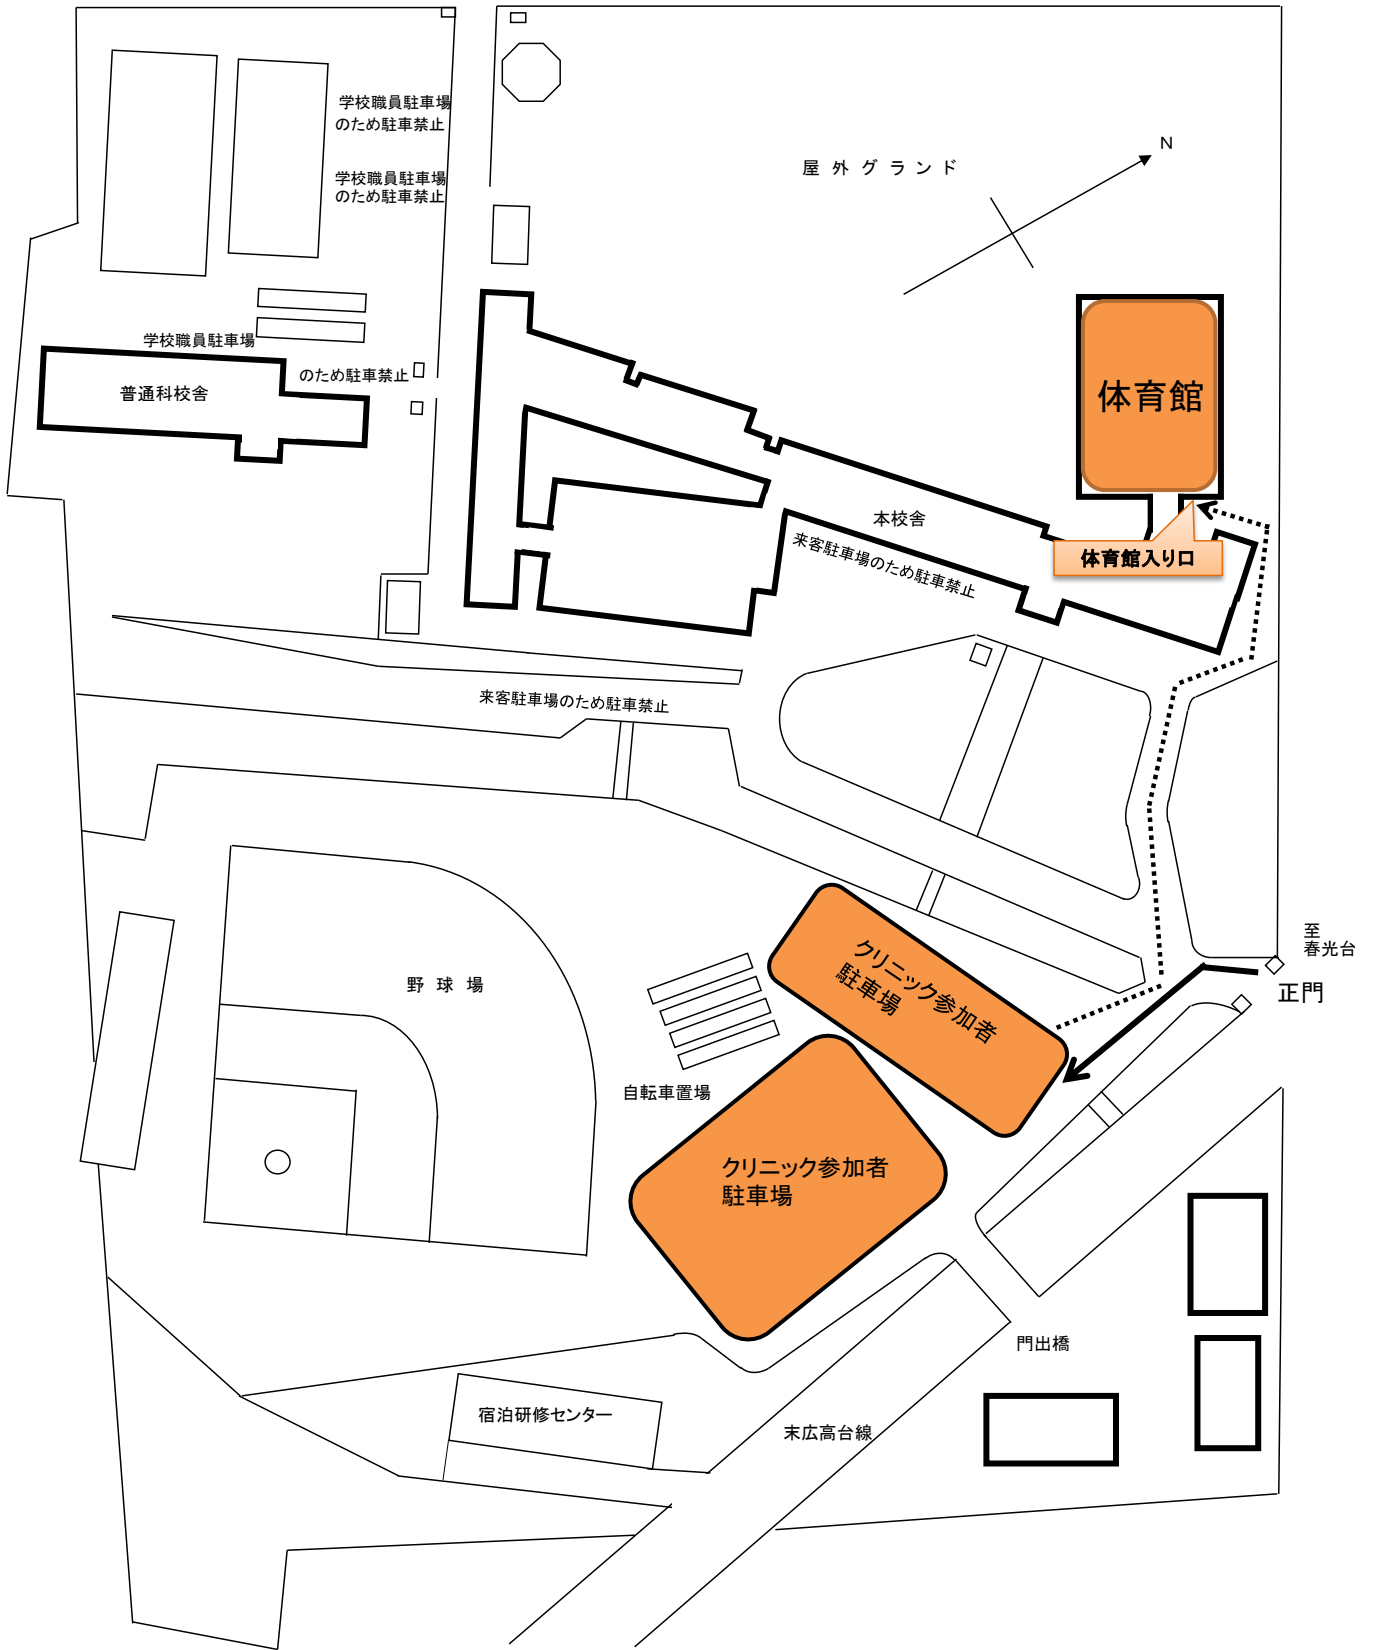 学校職員駐車場
のため駐車禁止
N
屋 外 グ ラ ン ド
学校職員駐車場
のため駐車禁止
学校職員駐車場
のため駐車禁止
普通科校舎
体育館
本校舎
来客駐車場のため駐車禁止
体育館入り口
来客駐車場のため駐車禁止
至
春光台
正門
クリニック参加者
駐車場
野 球 場
自転車置場
クリニック参加者
駐車場
門出橋
宿泊研修センター
末広高台線